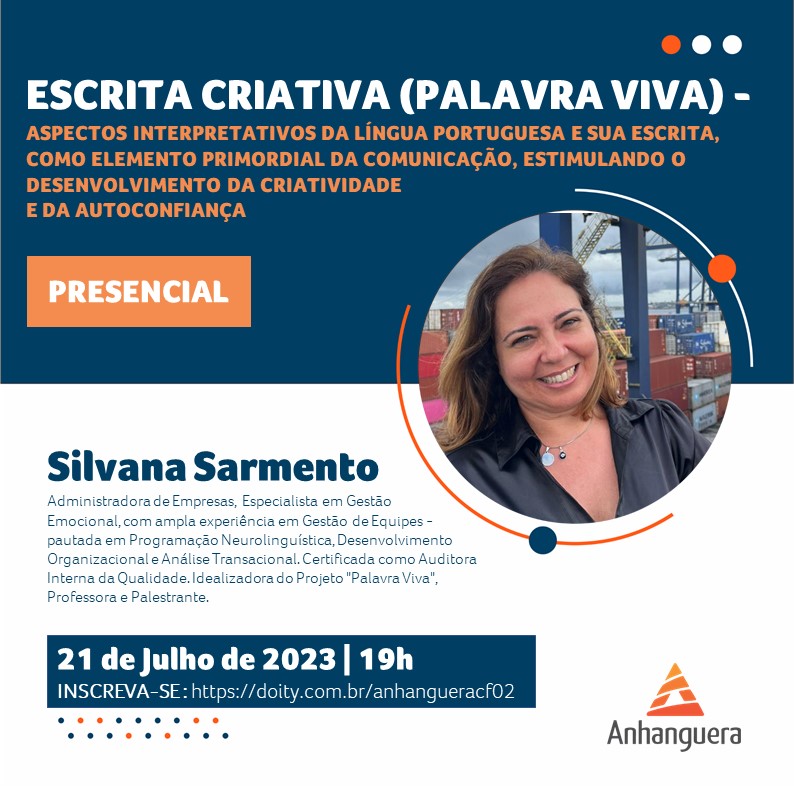 ESCRITA CRIATIVA (PALAVRA VIVA) -
ASPECTOS INTERPRETATIVOS DA LÍNGUA PORTUGUESA E SUA ESCRITA,
COMO ELEMENTO PRIMORDIAL DA COMUNICAÇÃO, ESTIMULANDO O
DESENVOLVIMENTO DA CRIATIVIDADE
E DA AUTOCONFIANÇA
PRESENCIAL
Silvana Sarmento
Administradora de Empresas, Especialista em Gestão
Emocional, com ampla experiência em Gestão de Equipes -
pautada em Programação Neurolinguística, Desenvolvimento
Organizacional e Análise Transacional. Certificada como Auditora
Interna da Qualidade. Idealizadora do Projeto "Palavra Viva",
Professora e Palestrante.
21 de Julho de 2023 | 19h
INSCREVA-SE: https://doity.com.br/anhangueracf02
Anhanguera